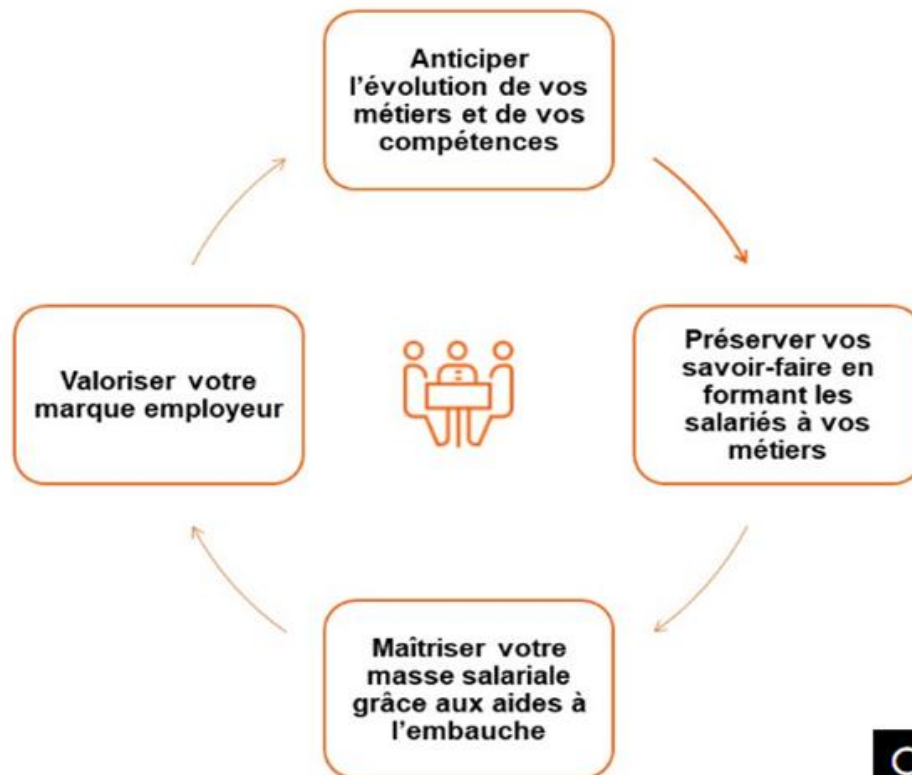 Anticiper
l'évolution de vos
métiers et de vos
compétences
Préserver vos
savoir-faire en
formant les
salariés à vos
métiers
Maîtriser votre
masse salariale
grâce aux aides à
l'embauche
Valoriser votre
marque employeur